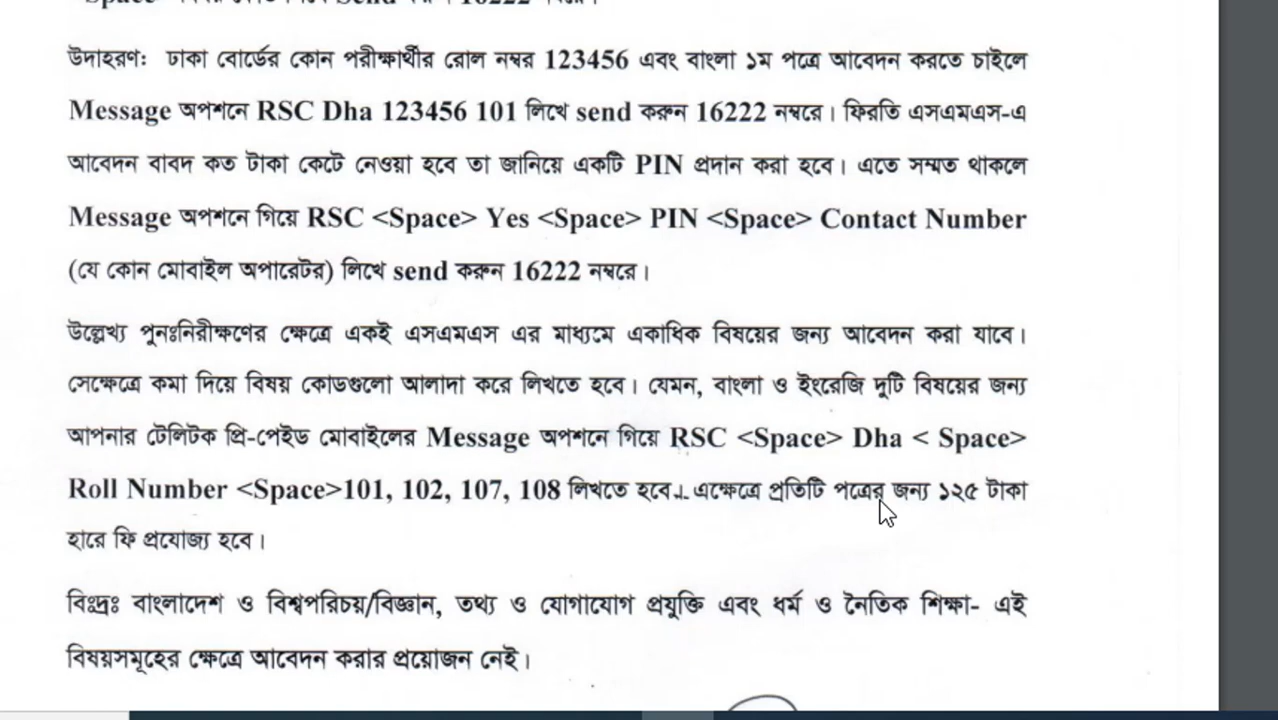 উদাহরণঃ ঢাকা বোর্ডের কোন পরীক্ষার্থীর রোল নম্বর 123456 এবং বাংলা ১ম পত্রে আবেদন করতে চাইলে
Message অপশনে RSC Dha 123456 101 লিখে send করুন 16222 নম্বরে। ফিরতি এসএমএস-এ
আবেদন বাবদ কত টাকা কেটে নেওয়া হবে তা জানিয়ে একটি PIN প্রদান করা হবে। এতে সম্মত থাকলে
Message অপশনে গিয়ে RSC <Space> Yes <Space> PIN <Space> Contact Number
(যে কোন মোবাইল অপারেটর) লিখে send করুন 16222 নম্বরে।
উল্লেখ্য পুনঃনিরীক্ষণের ক্ষেত্রে একই এসএমএস এর মাধ্যমে একাধিক বিষয়ের জন্য আবেদন করা যাবে।
সেক্ষেত্রে কমা দিয়ে বিষয় কোডগুলো আলাদা করে লিখতে হবে। যেমন, বাংলা ও ইংরেজি দুটি বিষয়ের জন্য
আপনার টেলিটক প্রি-পেইড মোবাইলের Message অপশনে গিয়ে RSC <Space> Dha < Space>
Roll Number <Space>101, 102, 107, 108 লিখতে হবে। এক্ষেত্রে প্রতিটি পত্রের জন্য ১২৫ টাকা
হারে ফি প্রযোজ্য হবে।
বিঃদ্রঃ বাংলাদেশ ও বিশ্বপরিচয়/বিজ্ঞান, তথ্য ও যোগাযোগ প্রযুক্তি এবং ধর্ম ও নৈতিক শিক্ষা- এই
বিষয়সমূহের ক্ষেত্রে আবেদন করার প্রয়োজন নেই।